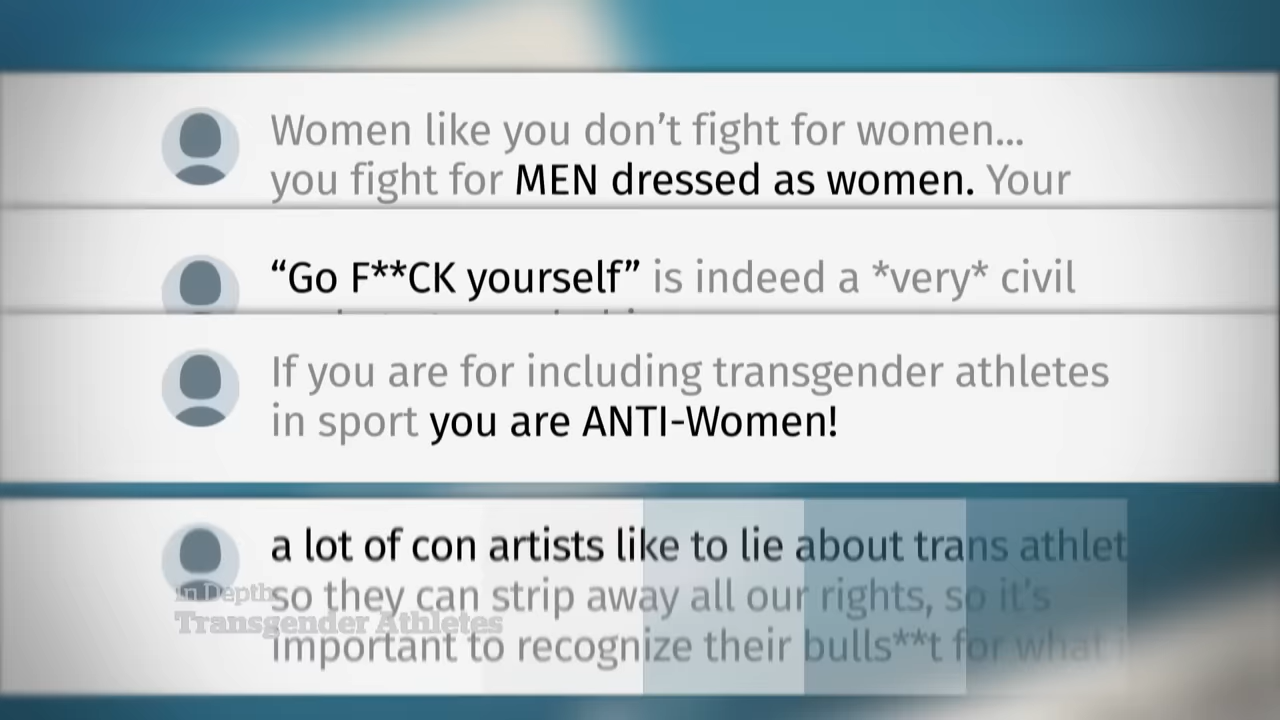 Women like you don’t fight for women...
you fight for MEN dressed as women. Your
“Go F**CK yourself” is indeed a *very* civil
If you are for including transgender athletes
in sport you are ANTI-Women!
a lot of con artists like to lie about trans athlet
so they can strip away all our rights, so it’s
important to recognize their bulls**t for what
In Depth
Transgender Athletes